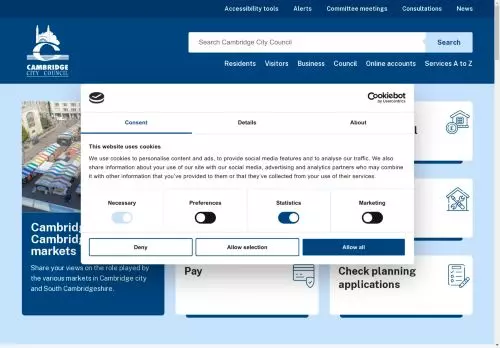 Accessibility tools Alerts Committee meetings Consultations News
CAMBRIDGE
CITY COUNCIL
Search Cambridge City Council
Search
Residents Visitors Business Council Online accounts Services A to Z
Cookiebot
by Usercentrics
Consent Details About
This website uses cookies
We use cookies to personalise content and ads, to provide social media features and to analyse our traffic. We also
share information about your use of our site with our social media, advertising and analytics partners who may
combine it with other information that you've provided to them or that they've collected from your use of their services.
Necessary Preferences Statistics Marketing
Deny Allow selection Allow all
Cambridg
Cambridg
markets
Share your views on the role played by
the various markets in Cambridge city
and South Cambridgeshire.
Pay
Check planning
applications